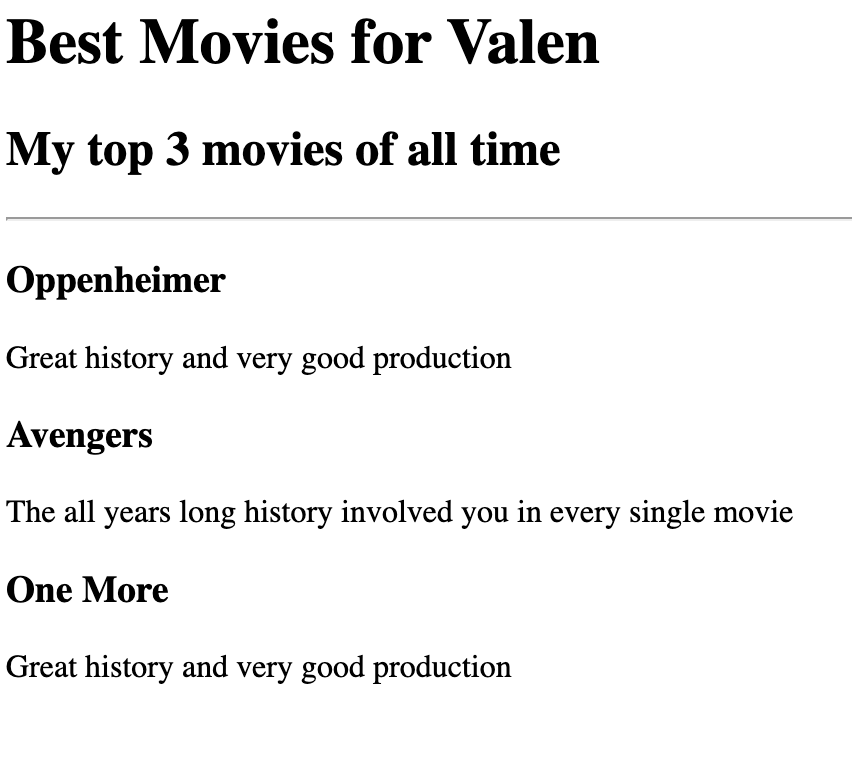 Best Movies for Valen
My top 3 movies of all time
Oppenheimer
Great history and very good production
Avengers
The all years long history involved you in every single movie
One More
Great history and very good production